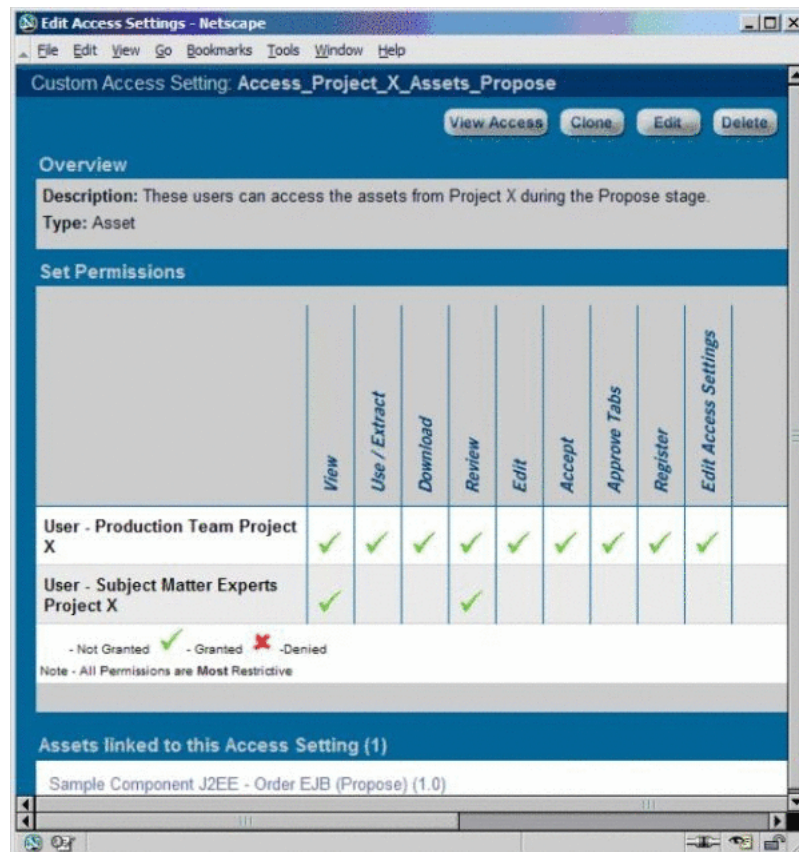 Edit Access Settings - Netscape
File Edit View Go Bookmarks Tools Window Help
Custom Access Setting: Access_Project_X_Assets_Propose
View Access Clone Edit Delete
Overview
Description: These users can access the assets from Project X during the Propose stage.
Type: Asset
Set Permissions
View Use / Extract Download Review Edit Accept Approve Tabs Register Edit Access Settings
User - Production Team Project
X
User - Subject Matter Experts
Project X
- Not Granted - Granted -Denied
Note - All Permissions are Most Restrictive
Assets linked to this Access Setting (1)
Sample Component J2EE - Order EJB (Propose) (1.0)